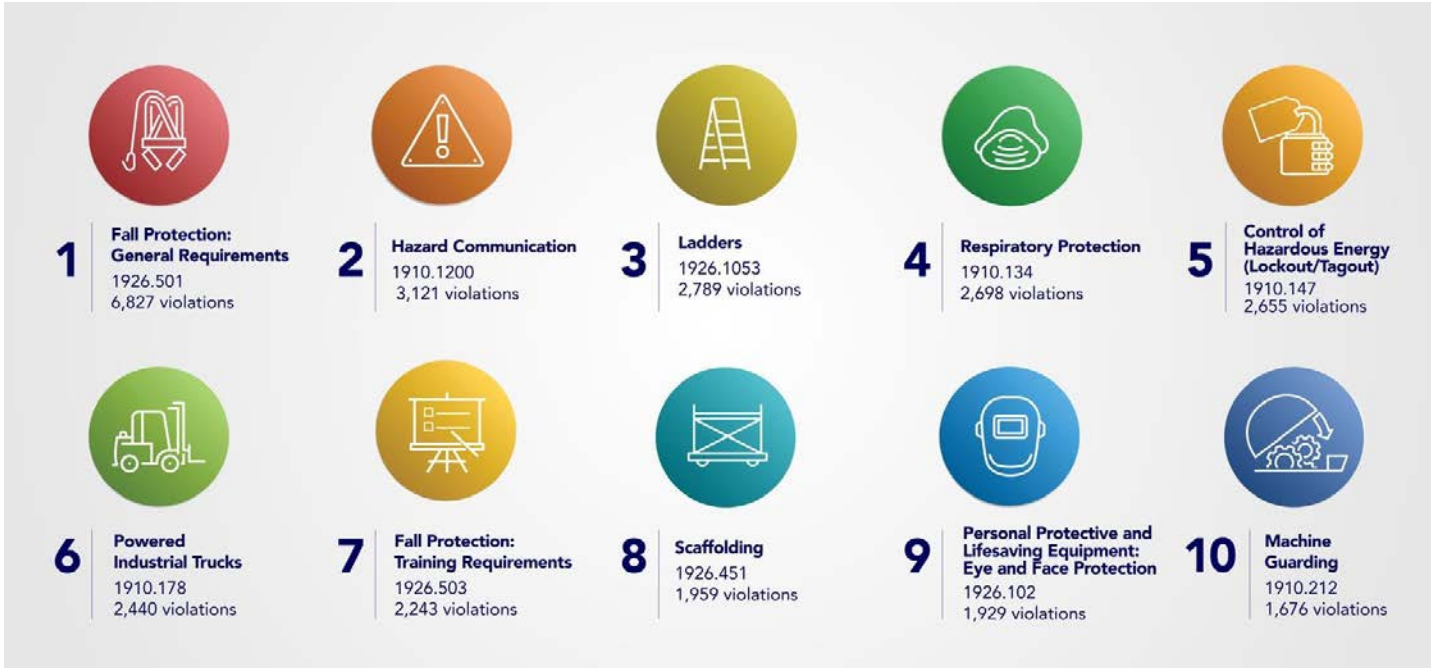 1
Fall Protection:
General Requirements
1926.501
6,827 violations
2
Hazard Communication
1910.1200
3,121 violations
3
Ladders
1926.1053
2,789 violations
4
Respiratory Protection
1910.134
2,698 violations
5
Control of
Hazardous Energy
(Lockout/Tagout)
1910.147
2,655 violations
6
Powered
Industrial Trucks
1910.178
2,440 violations
7
Fall Protection:
Training Requirements
1926.503
2,243 violations
8
Scaffolding
1926.451
1,959 violations
9
Personal Protective and
Lifesaving Equipment:
Eye and Face Protection
1926.102
1,929 violations
10
Machine
Guarding
1910.212
1,676 violations